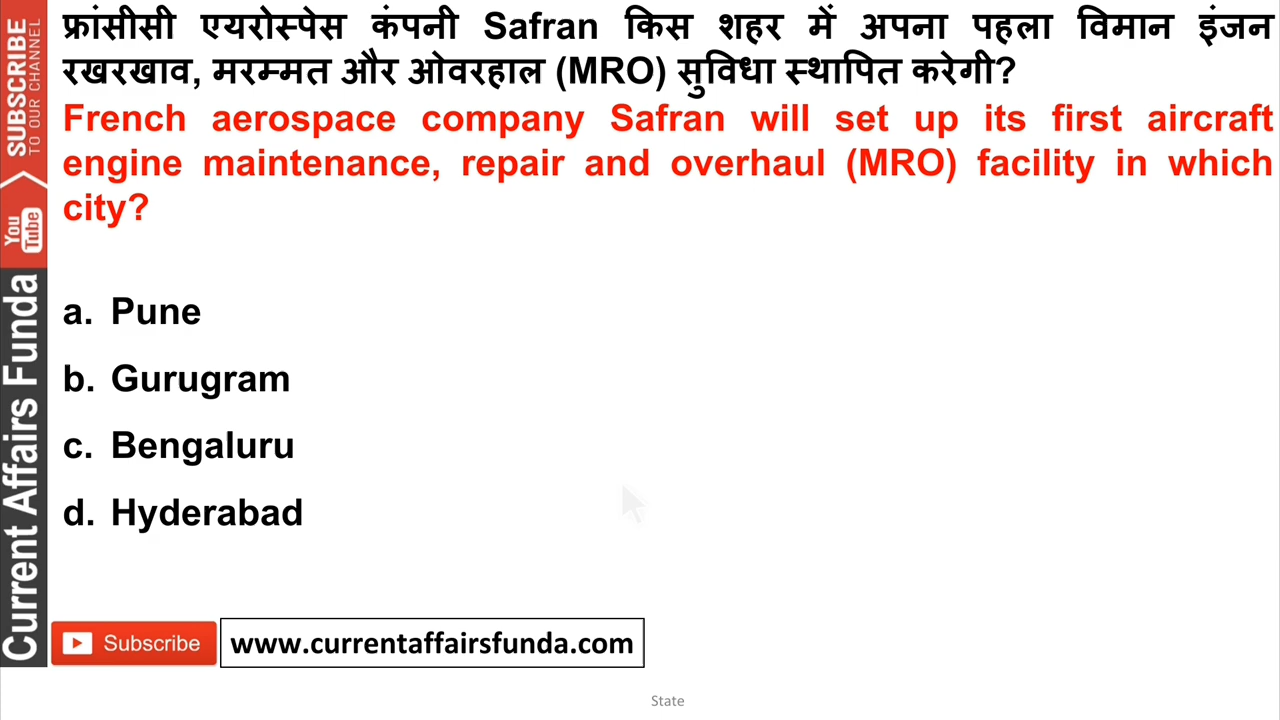 फ्रांसीसी एयरोस्पेस कंपनी Safran किस शहर में अपना पहला विमान इंजन
रखरखाव, मरम्मत और ओवरहाल (MRO) सुविधा स्थापित करेगी?
French aerospace company Safran will set up its first aircraft
engine maintenance, repair and overhaul (MRO) facility in which
city?
a. Pune
b. Gurugram
c. Bengaluru
d. Hyderabad
SUBSCRIBE
TO OUR CHANNEL
You
Tube
Current Affairs Funda
Subscribe
www.currentaffairsfunda.com
State